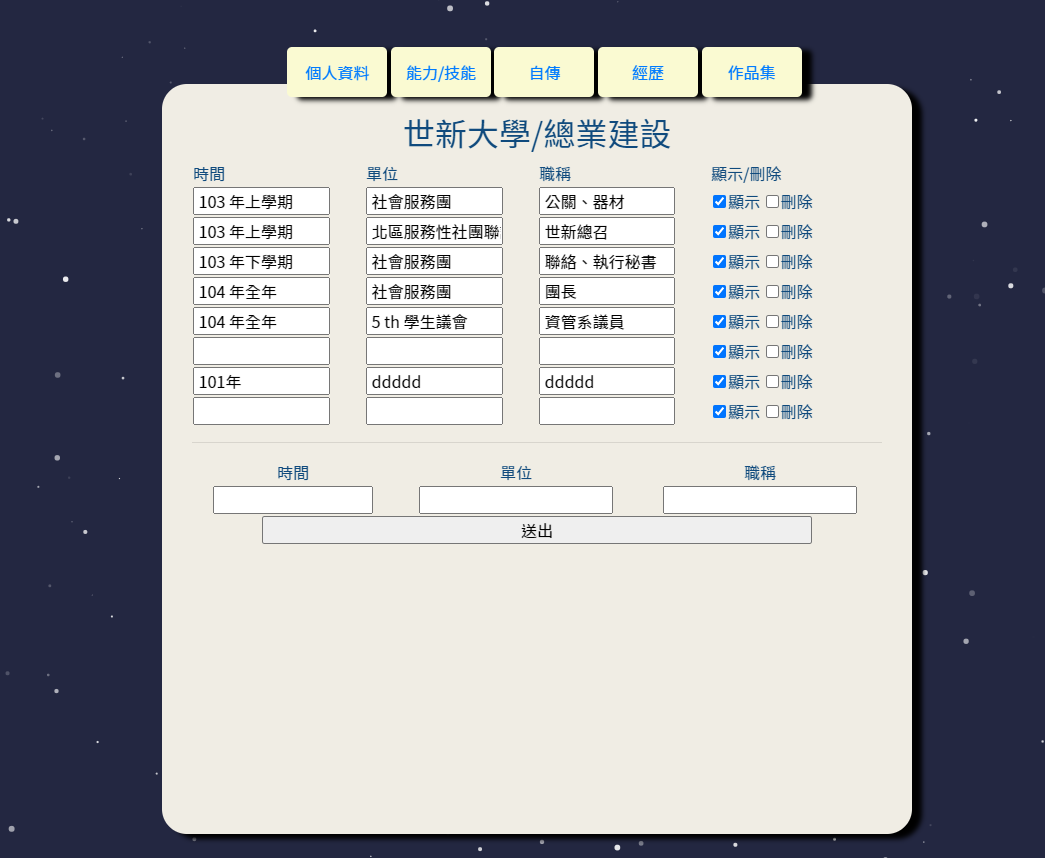 個人資料 能力/技能 自傳 經歷 作品集
世新大學/總業建設
時間 單位 職稱 顯示/刪除
103 年上學期 社會服務團 公關、器材 顯示 刪除
103 年上學期 北區服務性社團聯 世新總召 顯示 刪除
103 年下學期 社會服務團 聯絡、執行秘書 顯示 刪除
104 年全年 社會服務團 團長 顯示 刪除
104 年全年 5 th 學生議會 資管系議員 顯示 刪除
顯示 刪除
101年 ddddd ddddd 顯示 刪除
顯示 刪除
時間 單位 職稱
送出